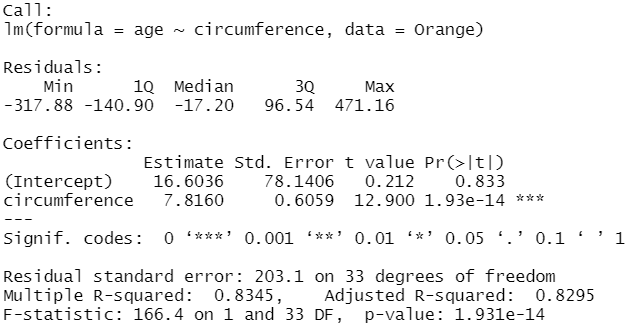 Call:
lm(formula = age ~ circumference, data = Orange)
Residuals:
    Min      1Q  Median      3Q     Max
-317.88 -140.90  -17.20   96.54  471.16
Coefficients:
              Estimate Std. Error t value Pr(>|t|)
(Intercept)    16.6036    78.1406   0.212    0.833
circumference   7.8160     0.6059  12.900 1.93e-14 ***
---
Signif. codes:  0 ‘***’ 0.001 ‘**’ 0.01 ‘*’ 0.05 ‘.’ 0.1 ‘ ’ 1
Residual standard error: 203.1 on 33 degrees of freedom
Multiple R-squared:  0.8345,    Adjusted R-squared:  0.8295
F-statistic: 166.4 on 1 and 33 DF,  p-value: 1.931e-14